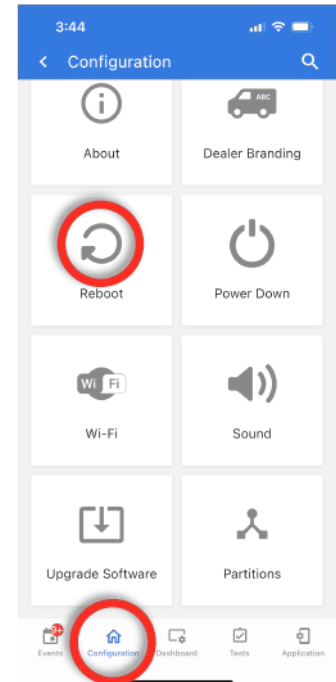 3:44
Configuration
ABC
About
Dealer Branding
Reboot
Power Down
Wi Fi
Wi-Fi
Sound
Upgrade Software
Partitions
9+
Events
Configuration
Dashboard
Tests
Application